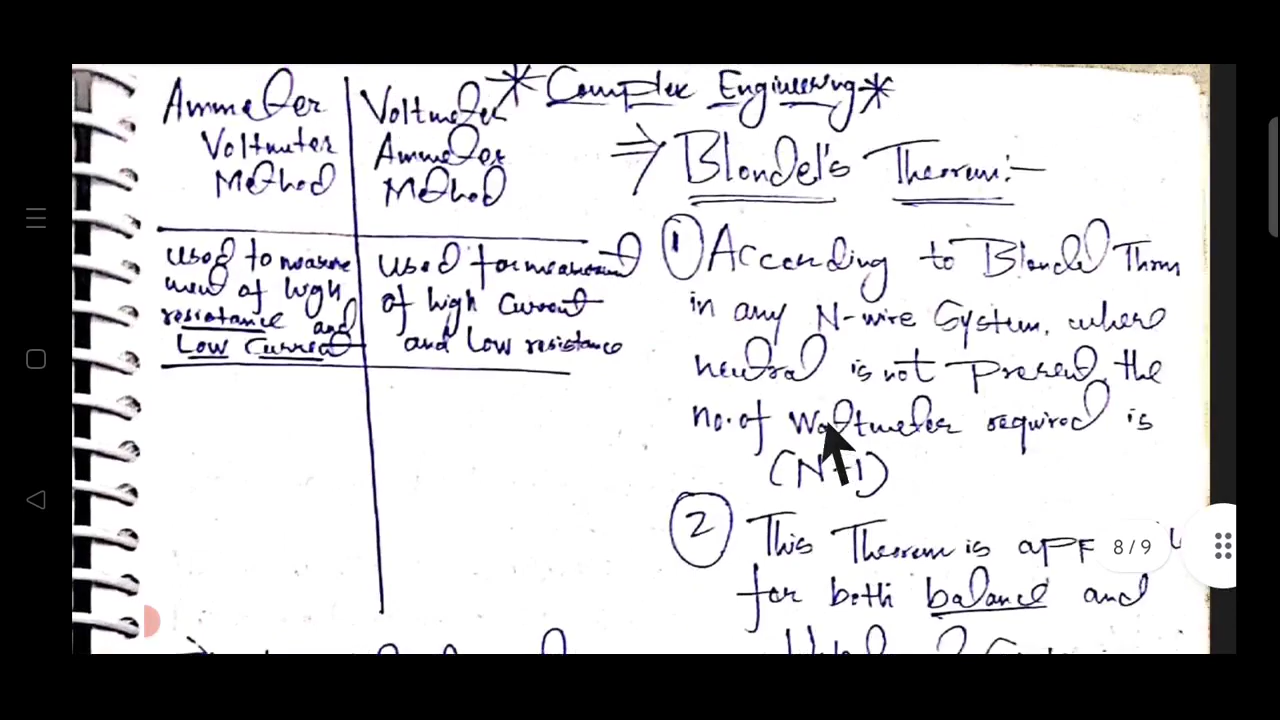 * Complex Engineering *
Ammeter
Voltmeter
Method
Voltmeter
Ammeter
Method
used to measure
ment of high
resistance and
Low Current
used for measurement
of high Current
and low resistance
⇒ Blondel's Theorem:-
① According to Blondel Thrm
in any N-wire System, where
neutral is not Present the
no. of Wattmeter required is
(N-1)
② This Theorem is
for both balance and
8/9